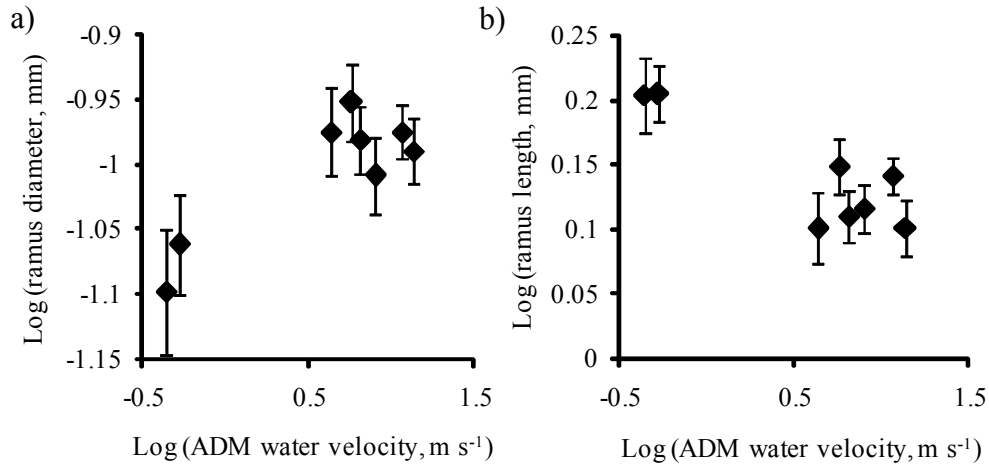 a)
Log (ramus diameter, mm)
-0.9
-0.95
-1
-1.05
-1.1
-1.15
-0.5 0.5 1.5
Log (ADM water velocity, m s⁻¹)
b)
Log (ramus length, mm)
0.25
0.2
0.15
0.1
0.05
0
-0.5 0.5 1.5
Log (ADM water velocity, m s⁻¹)